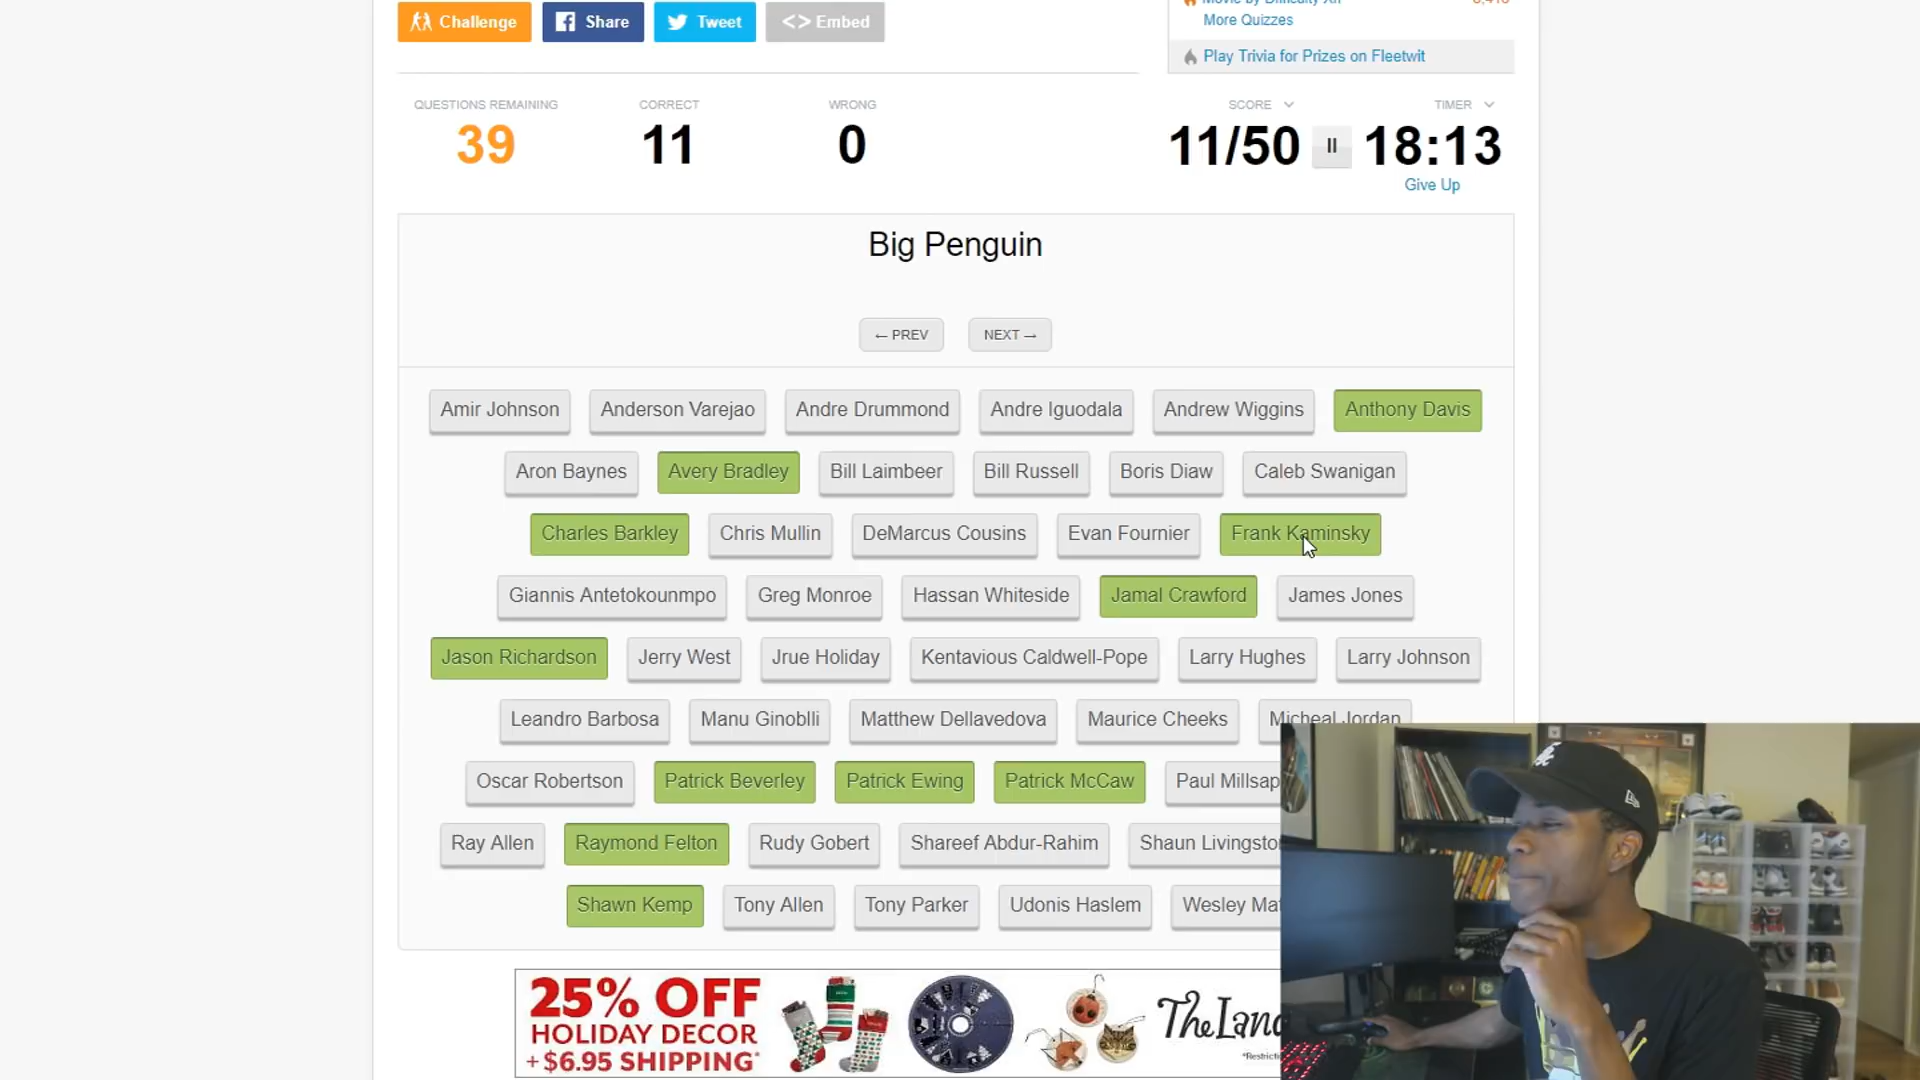 Challenge Share Tweet <> Embed
More Quizzes
Play Trivia for Prizes on Fleetwit
QUESTIONS REMAINING CORRECT WRONG SCORE TIMER
39 11 0 11/50 18:13
Give Up
Big Penguin
← PREV NEXT →
Amir Johnson Anderson Varejao Andre Drummond Andre Iguodala Andrew Wiggins Anthony Davis
Aron Baynes Avery Bradley Bill Laimbeer Bill Russell Boris Diaw Caleb Swanigan
Charles Barkley Chris Mullin DeMarcus Cousins Evan Fournier Frank Kaminsky
Giannis Antetokounmpo Greg Monroe Hassan Whiteside Jamal Crawford James Jones
Jason Richardson Jerry West Jrue Holiday Kentavious Caldwell-Pope Larry Hughes Larry Johnson
Leandro Barbosa Manu Ginoblli Matthew Dellavedova Maurice Cheeks Micheal Jordan
Oscar Robertson Patrick Beverley Patrick Ewing Patrick McCaw Paul Millsap
Ray Allen Raymond Felton Rudy Gobert Shareef Abdur-Rahim Shaun Livingsto
Shawn Kemp Tony Allen Tony Parker Udonis Haslem Wesley Ma
25% OFF
HOLIDAY DECOR
+$6.95 SHIPPING*
The Lan